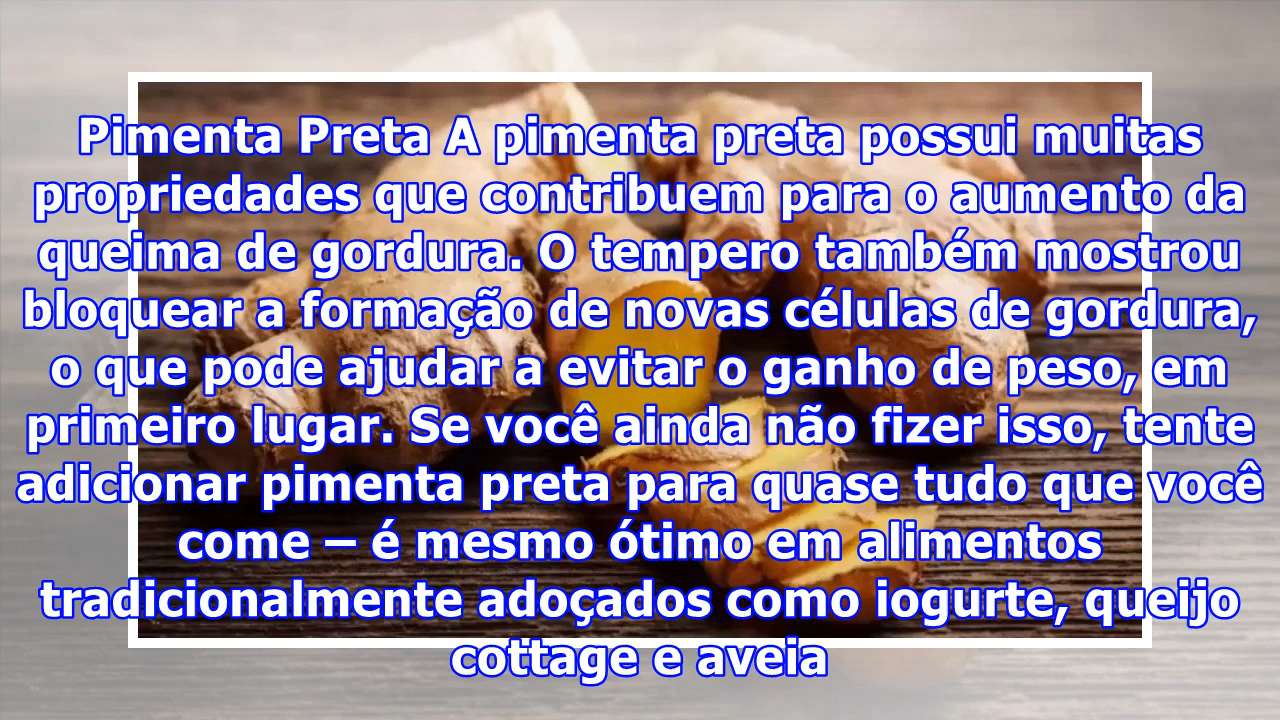 Pimenta Preta A pimenta preta possui muitas
propriedades que contribuem para o aumento da
queima de gordura. O tempero também mostrou
bloquear a formação de novas células de gordura,
o que pode ajudar a evitar o ganho de peso, em
primeiro lugar. Se você ainda não fizer isso, tente
adicionar pimenta preta para quase tudo que você
come – é mesmo ótimo em alimentos
tradicionalmente adoçados como iogurte, queijo
cottage e aveia